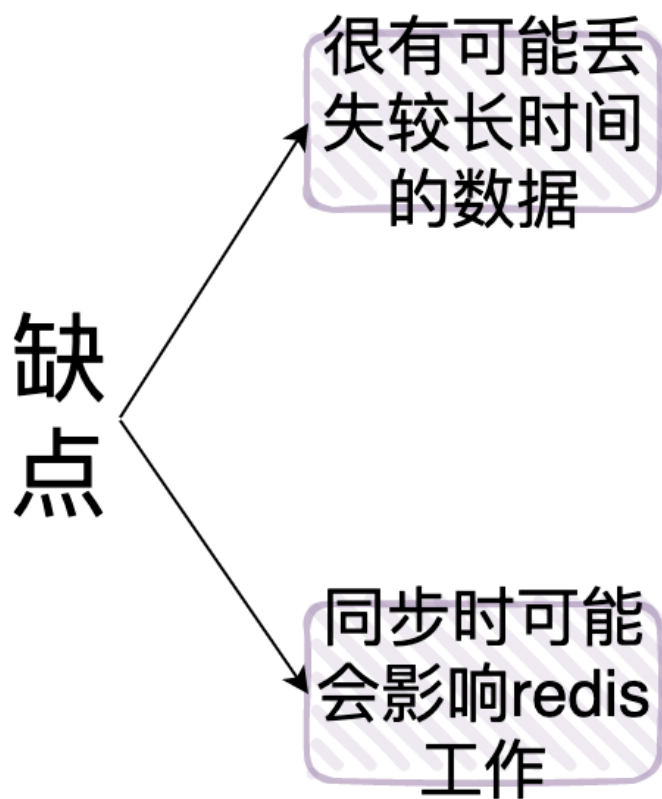 很有可能丢
失较长时间
的数据
缺
点
同步时可能
会影响redis
工作